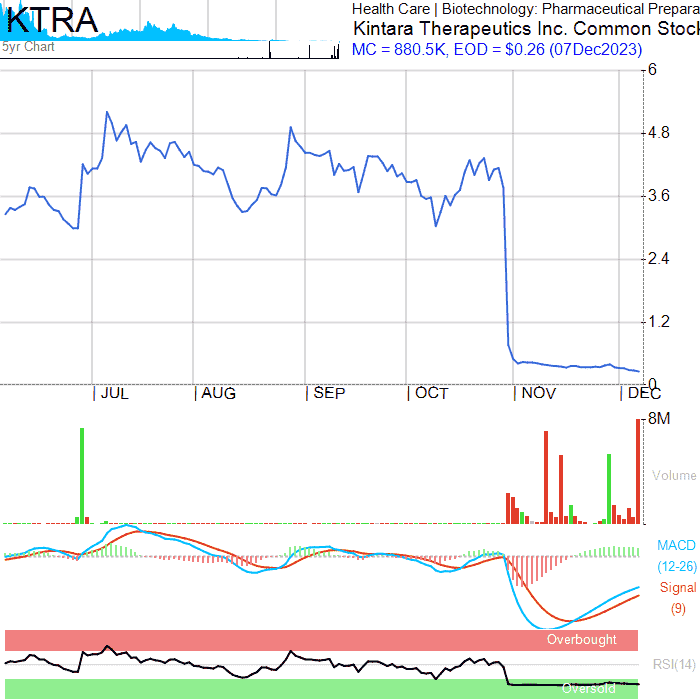 KTRA
5yr Chart
Health Care | Biotechnology: Pharmaceutical Prepara
Kintara Therapeutics Inc. Common Stock
MC = 880.5K, EOD = $0.26 (07Dec2023)
6
4.8
3.6
2.4
1.2
0
JUL
AUG
SEP
OCT
NOV
DEC
8M
Volume
MACD
(12-26)
Signal
(9)
Overbought
RSI(14)
Oversold